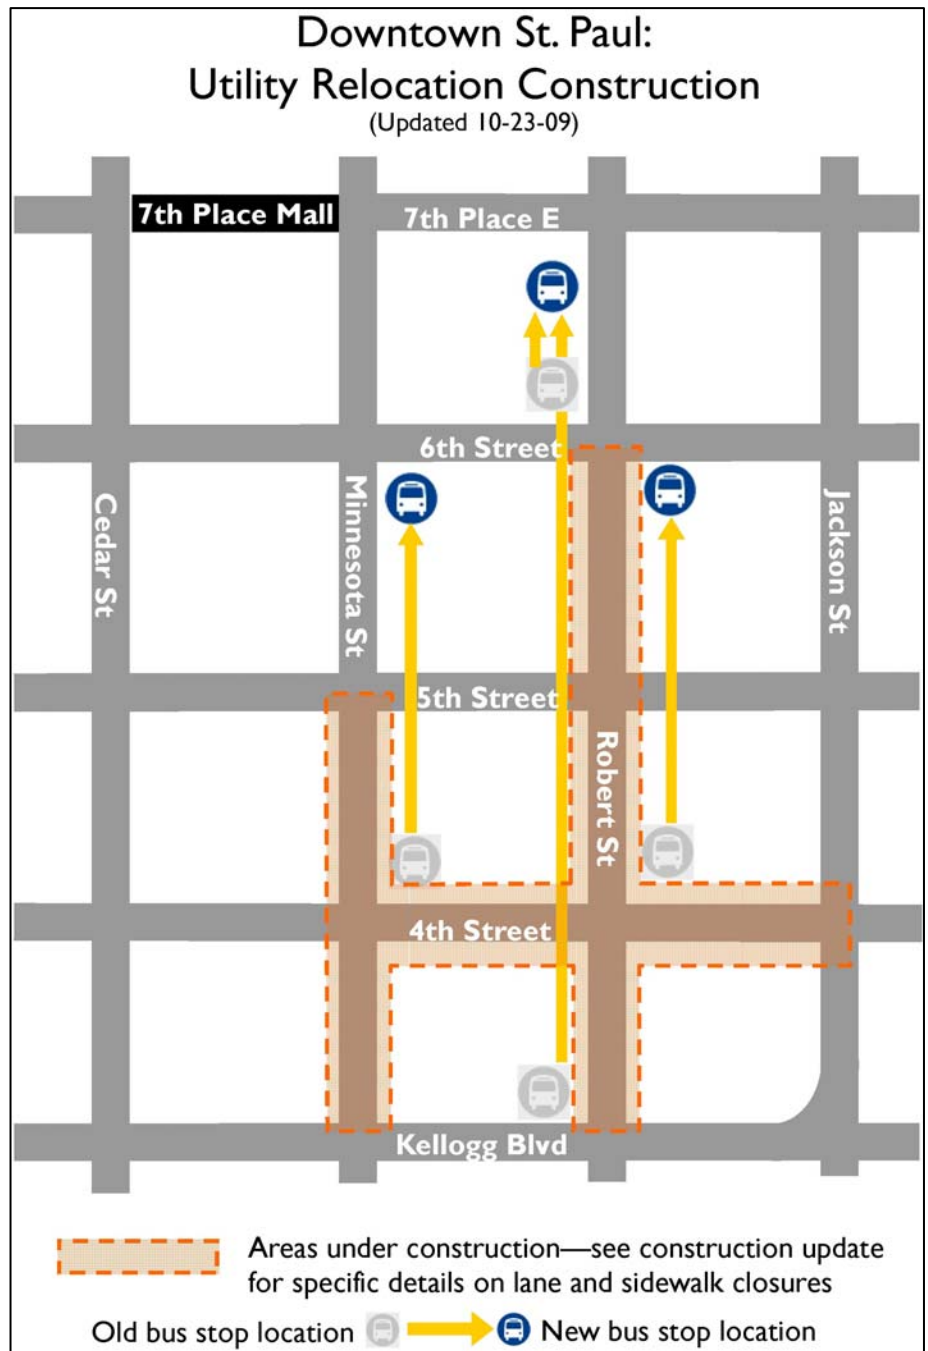 Downtown St. Paul:
Utility Relocation Construction
(Updated 10-23-09)
7th Place Mall
7th Place E
6th Street
Cedar St
Minnesota St
Jackson St
5th Street
Robert St
4th Street
Kellogg Blvd
Areas under construction—see construction update
for specific details on lane and sidewalk closures
Old bus stop location
New bus stop location